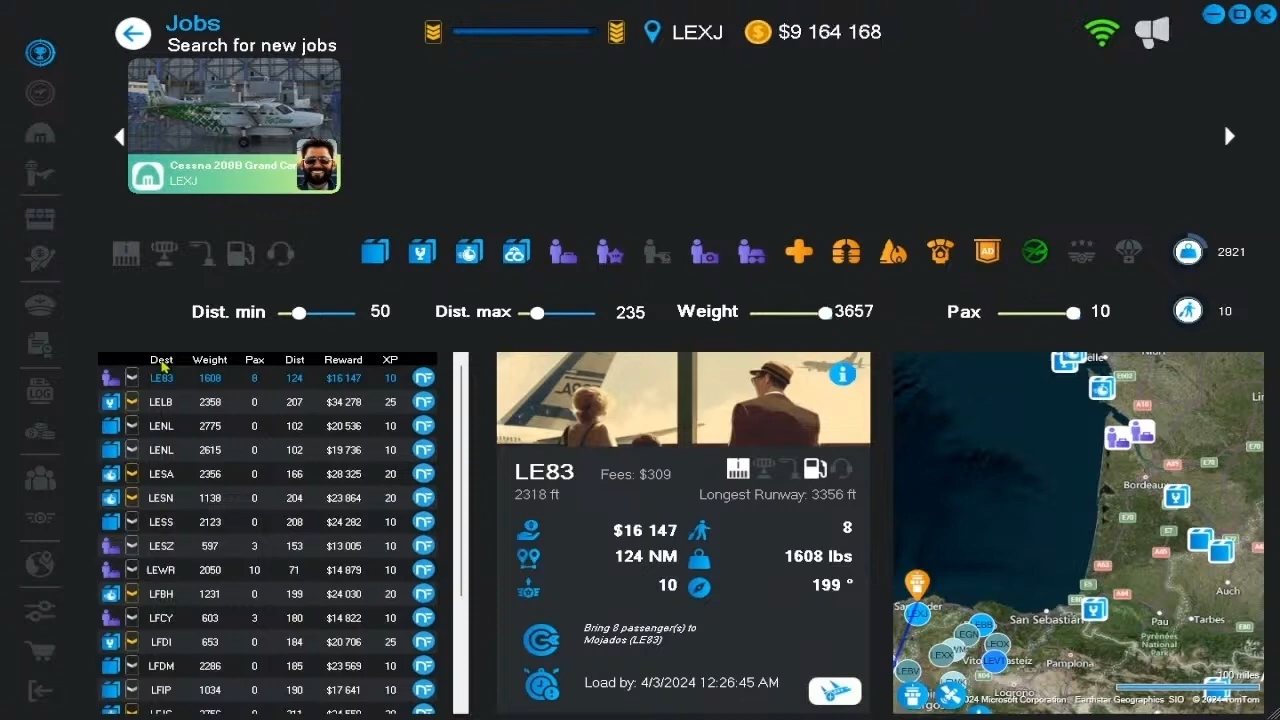 Jobs
Search for new jobs
LEXJ
$9 164 168
Cessna 208B Grand Car
LEXJ
AD
2821
Dist. min 50 Dist. max 235 Weight 3657 Pax 10
10
Dest Weight Pax Dist Reward XP
LE83 1608 8 124 $16 147 10
LELB 2358 0 207 $34 278 25
LENL 2775 0 102 $20 536 10
LENL 2615 0 102 $19 736 10
LESA 2356 0 166 $28 325 20
LESN 1138 0 204 $23 864 20
LESS 2123 0 208 $24 282 10
LESZ 597 3 153 $13 005 10
LEWR 2050 10 71 $14 879 10
LFBH 1231 0 199 $24 030 20
LFCY 603 3 180 $14 822 10
LFDI 653 0 184 $20 706 25
LFDM 2286 0 185 $23 569 10
LFIP 1034 0 190 $17 641 10
LE83
Fees: $309
2318 ft
Longest Runway: 3356 ft
$16 147
8
124 NM
1608 lbs
10
199 °
Bring 8 passenger(s) to
Mojados (LE83)
Load by: 4/3/2024 12:26:45 AM
Bordeaux
Auch
San Sebastian
Pau
Tarbes
Pyrénées
National
Park
Pamplona
Logroño
LEGN
LEOX
LEXX
100 miles
2024 Microsoft Corporation Earthstar Geographics SIO © 2024 TomTom